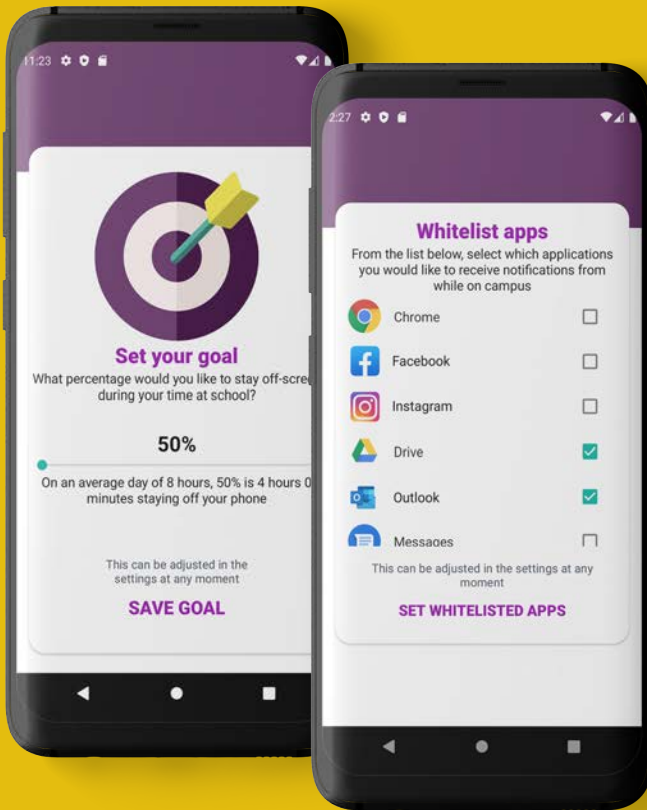 11:23
Set your goal
What percentage would you like to stay off-scre
during your time at school?
50%
On an average day of 8 hours, 50% is 4 hours 0
minutes staying off your phone
This can be adjusted in the
settings at any moment
SAVE GOAL
2:27
Whitelist apps
From the list below, select which applications
you would like to receive notifications from
while on campus
Chrome
Facebook
Instagram
Drive
Outlook
Messages
This can be adjusted in the settings at any
moment
SET WHITELISTED APPS